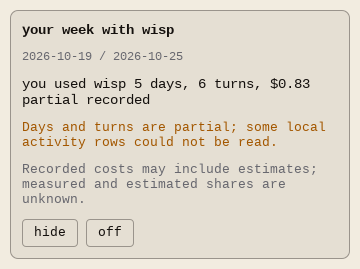 your week with wisp
2026-10-19 / 2026-10-25
you used wisp 5 days, 6 turns, $0.83
partial recorded
Days and turns are partial; some local
activity rows could not be read.
Recorded costs may include estimates;
measured and estimated shares are
unknown.
hide off